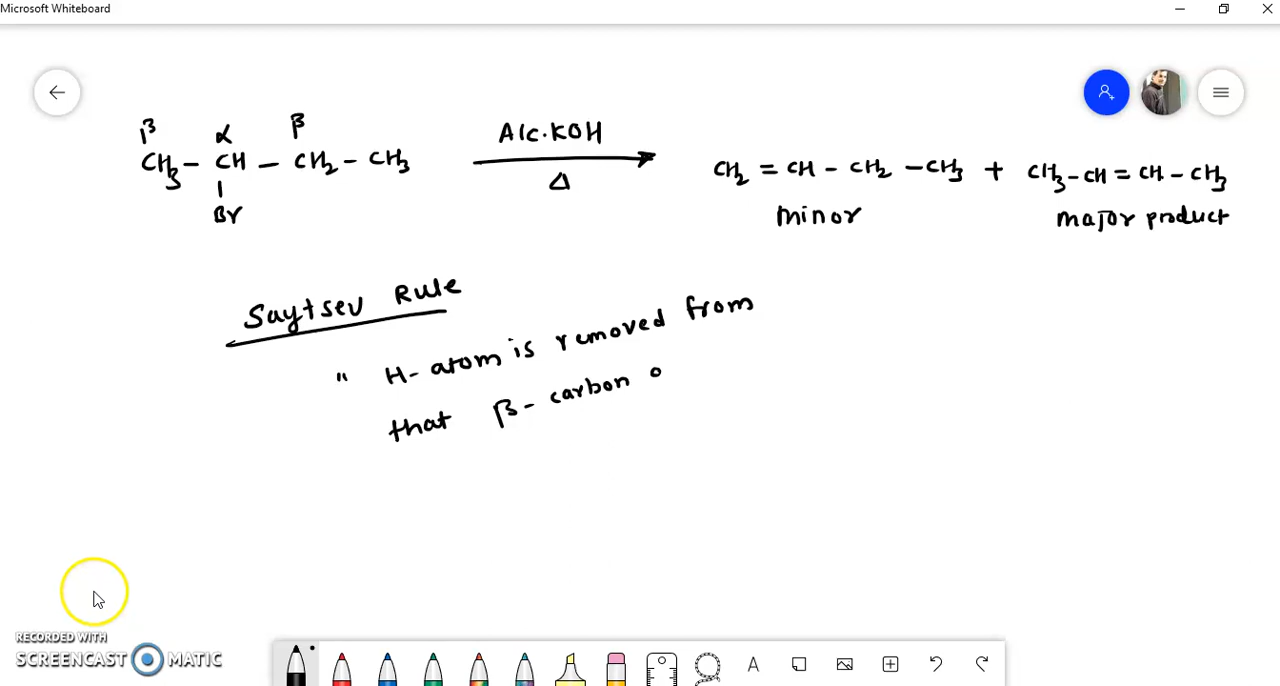 Microsoft Whiteboard
β α β
CH₃ – CH – CH₂ – CH₃
Br
Alc.KOH
Δ
CH₂ = CH – CH₂ – CH₃ + CH₃ – CH = CH – CH₃
minor major product
Saytsev Rule
" H-atom is removed from
that β-carbon o
RECORDED WITH
SCREENCAST MATIC
A